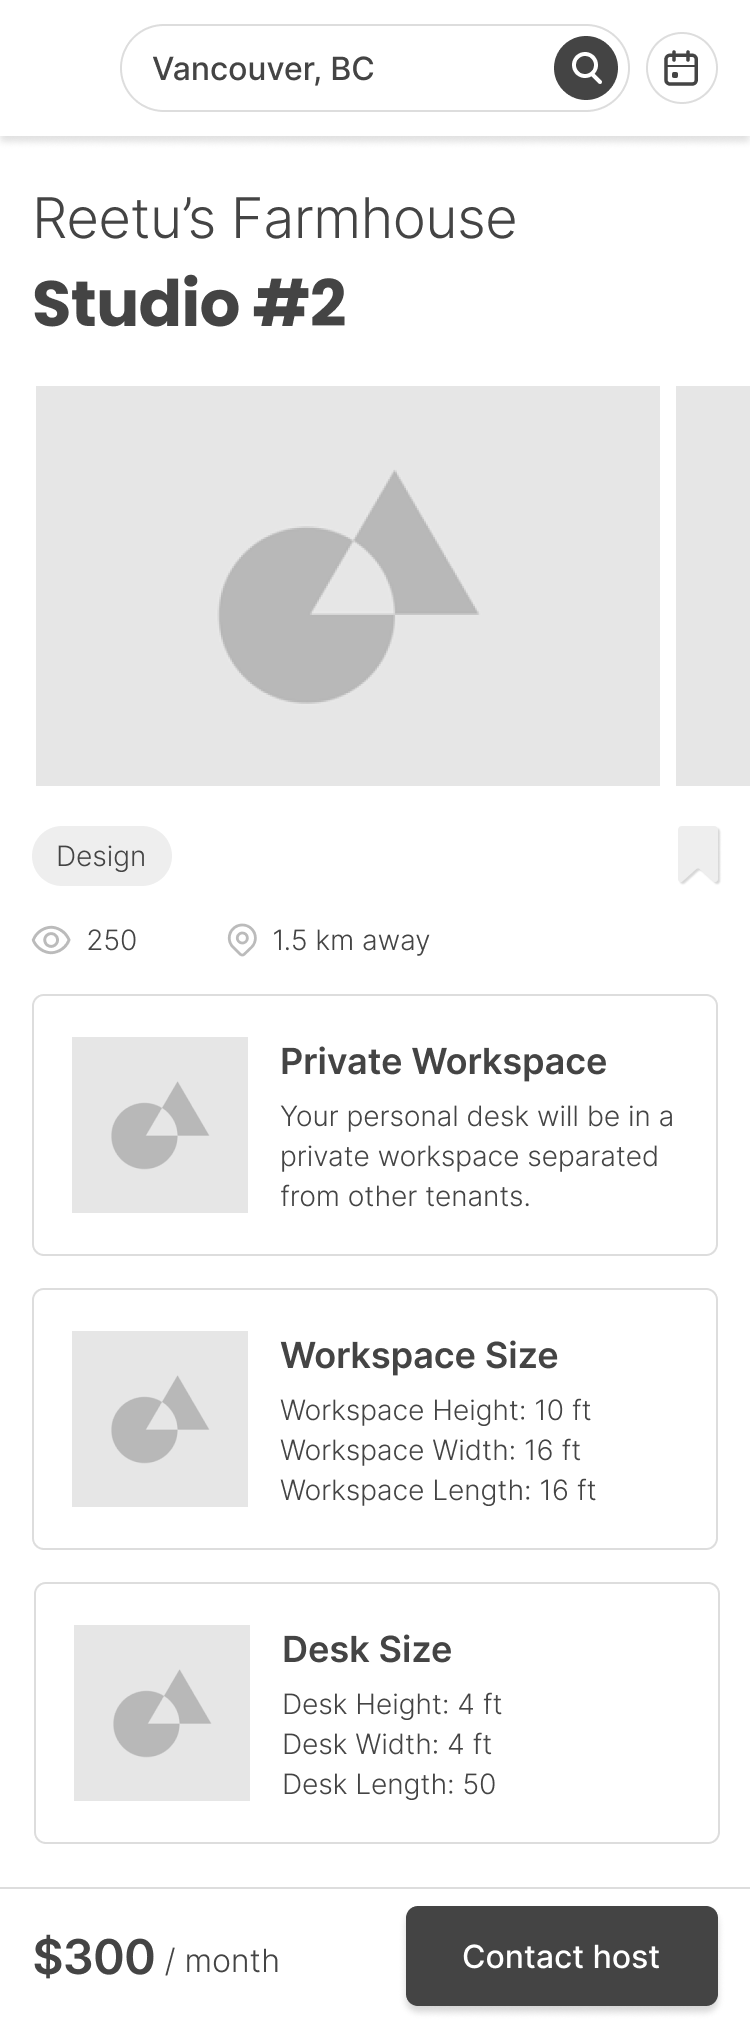 Vancouver, BC
Reetu’s Farmhouse
Studio #2
Design
250
1.5 km away
Private Workspace
Your personal desk will be in a
private workspace separated
from other tenants.
Workspace Size
Workspace Height: 10 ft
Workspace Width: 16 ft
Workspace Length: 16 ft
Desk Size
Desk Height: 4 ft
Desk Width: 4 ft
Desk Length: 50
$300 / month
Contact host